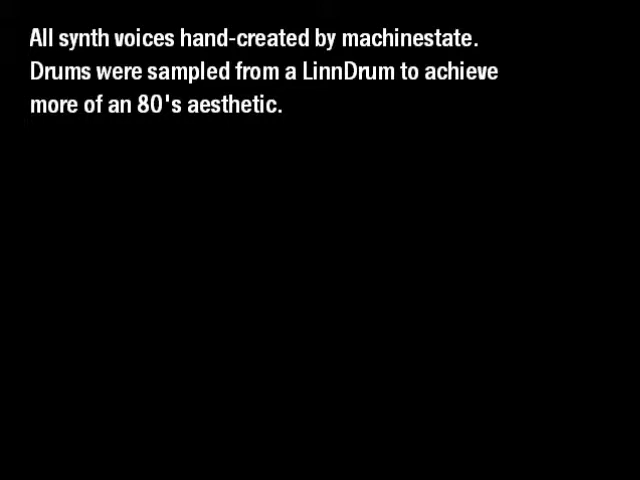 All synth voices hand-created by machinestate.
Drums were sampled from a LinnDrum to achieve
more of an 80's aesthetic.